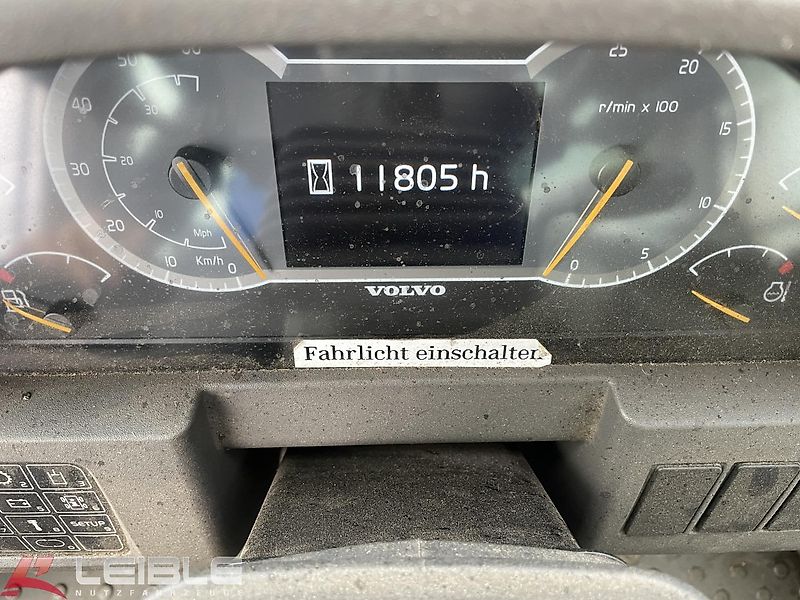 50
60
25
20
40
30
r/min x 100
15
30
20
11805 h
20
10
10
Mph
10
Km/h
0
0
5
VOLVO
Fahrlicht einschalten
SETUP
LEIBLE
NUTZFAHRZEUGE